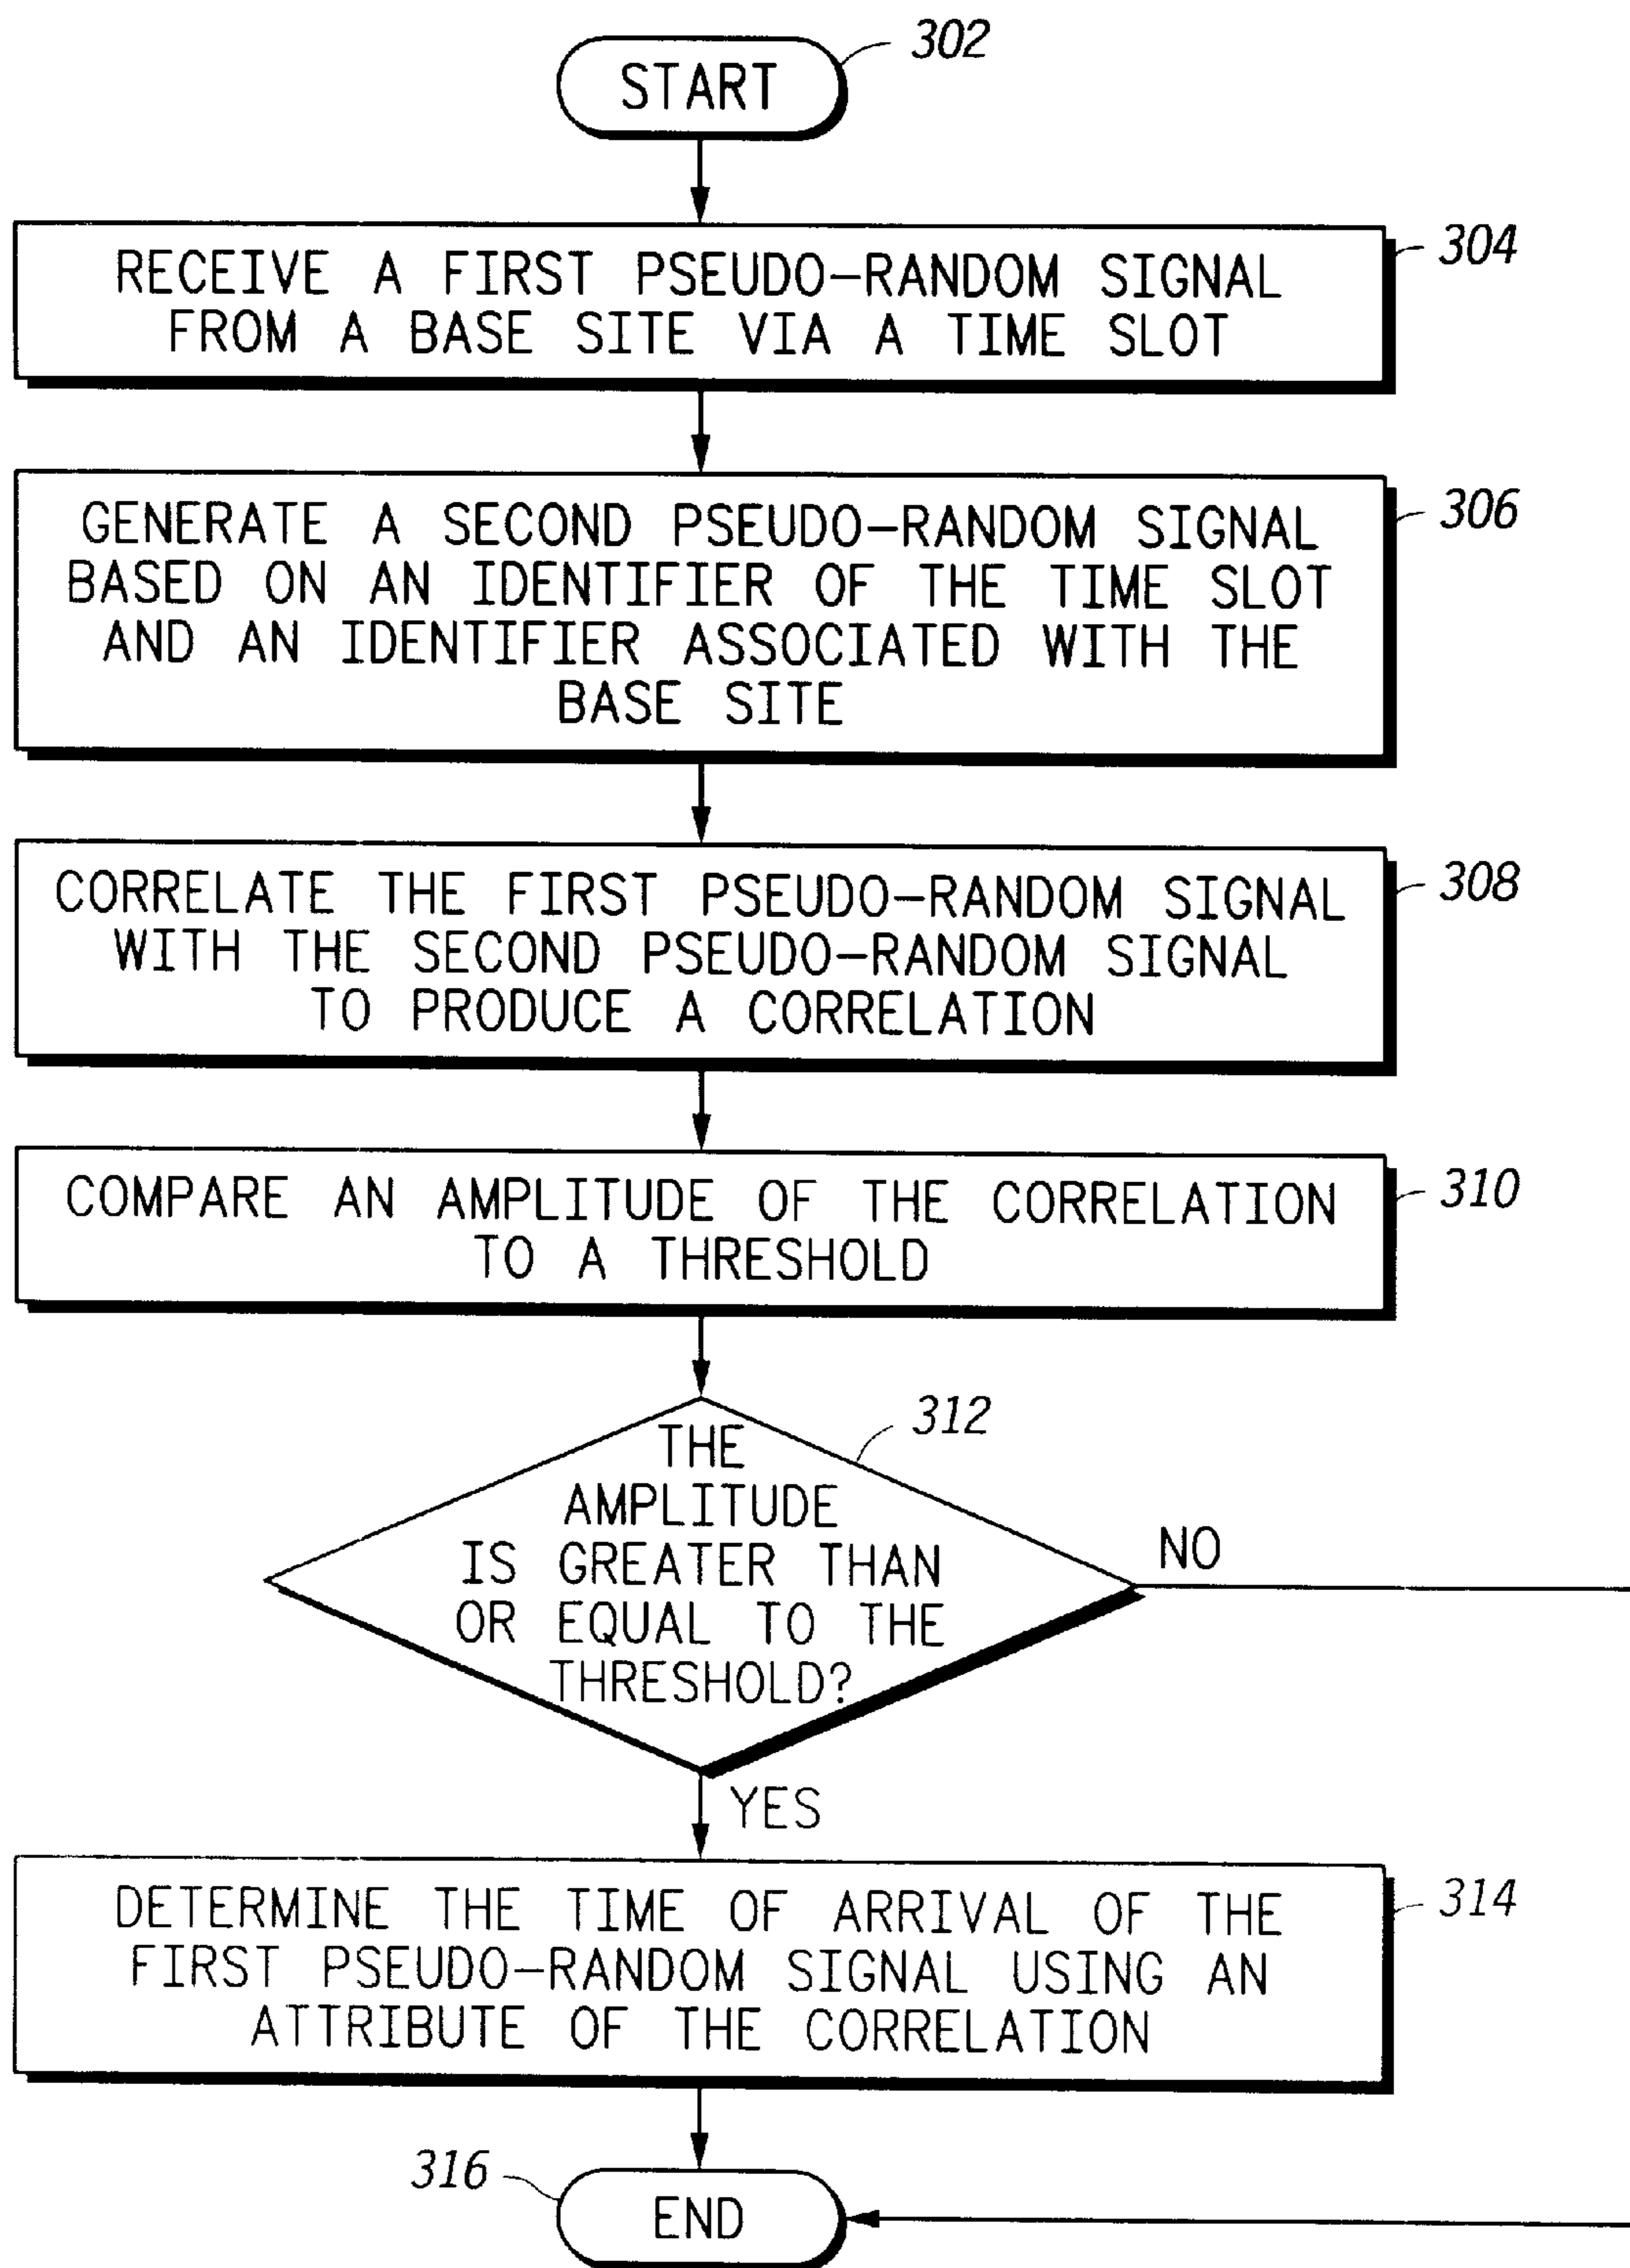 302
START
304
RECEIVE A FIRST PSEUDO-RANDOM SIGNAL
FROM A BASE SITE VIA A TIME SLOT
306
GENERATE A SECOND PSEUDO-RANDOM SIGNAL
BASED ON AN IDENTIFIER OF THE TIME SLOT
AND AN IDENTIFIER ASSOCIATED WITH THE
BASE SITE
308
CORRELATE THE FIRST PSEUDO-RANDOM SIGNAL
WITH THE SECOND PSEUDO-RANDOM SIGNAL
TO PRODUCE A CORRELATION
310
COMPARE AN AMPLITUDE OF THE CORRELATION
TO A THRESHOLD
312
THE
AMPLITUDE
IS GREATER THAN
OR EQUAL TO THE
THRESHOLD?
NO
YES
314
DETERMINE THE TIME OF ARRIVAL OF THE
FIRST PSEUDO-RANDOM SIGNAL USING AN
ATTRIBUTE OF THE CORRELATION
316
END